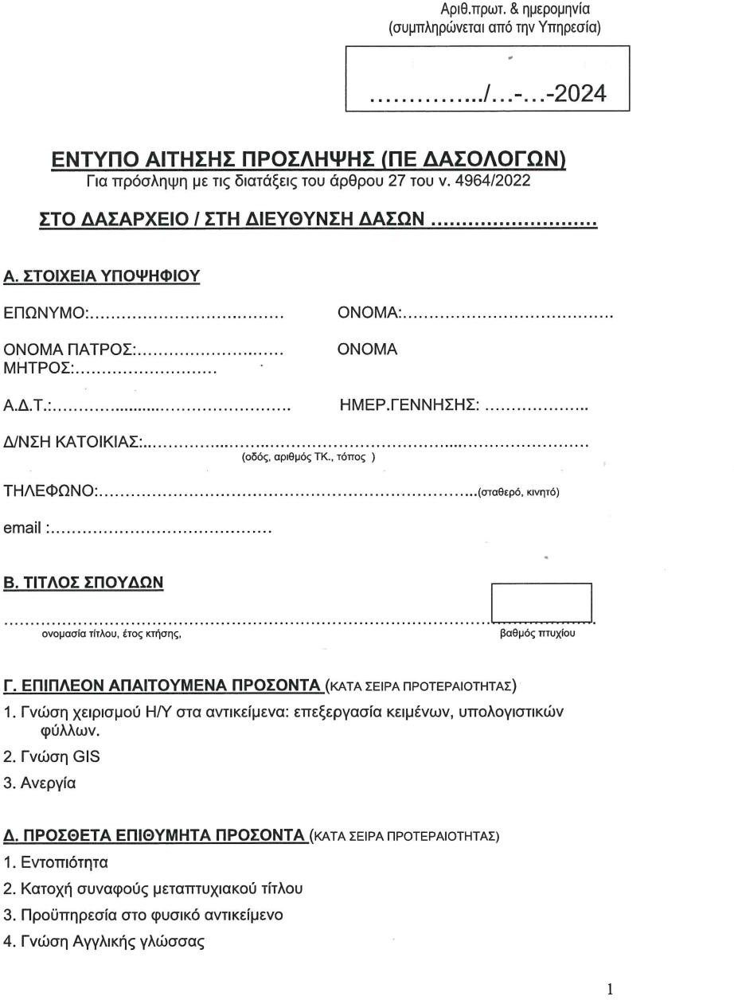 Αριθ.πρωτ. & ημερομηνία
(συμπληρώνεται από την Υπηρεσία)
……………../…-…-2024
ΕΝΤΥΠΟ ΑΙΤΗΣΗΣ ΠΡΟΣΛΗΨΗΣ (ΠΕ ΔΑΣΟΛΟΓΩΝ)
Για πρόσληψη με τις διατάξεις του άρθρου 27 του ν. 4964/2022
ΣΤΟ ΔΑΣΑΡΧΕΙΟ / ΣΤΗ ΔΙΕΥΘΥΝΣΗ ΔΑΣΩΝ ………………………
Α. ΣΤΟΙΧΕΙΑ ΥΠΟΨΗΦΙΟΥ
ΕΠΩΝΥΜΟ:……………………………… ΟΝΟΜΑ:…………………………………
ΟΝΟΜΑ ΠΑΤΡΟΣ:……………………… ΟΝΟΜΑ
ΜΗΤΡΟΣ:………………………
Α.Δ.Τ.:…………..........…………………… ΗΜΕΡ.ΓΕΝΝΗΣΗΣ: ………………..
Δ/ΝΣΗ ΚΑΤΟΙΚΙΑΣ:..…………...…………………………………...……………………
(οδός, αριθμός ΤΚ., τόπος )
ΤΗΛΕΦΩΝΟ:……………………………………………………………...(σταθερό, κινητό)
email :……………………………………
Β. ΤΙΤΛΟΣ ΣΠΟΥΔΩΝ
………………………………………………………………………………………………….
ονομασία τίτλου, έτος κτήσης, βαθμός πτυχίου
Γ. ΕΠΙΠΛΕΟΝ ΑΠΑΙΤΟΥΜΕΝΑ ΠΡΟΣΟΝΤΑ (ΚΑΤΑ ΣΕΙΡΑ ΠΡΟΤΕΡΑΙΟΤΗΤΑΣ)
1. Γνώση χειρισμού Η/Υ στα αντικείμενα: επεξεργασία κειμένων, υπολογιστικών
φύλλων.
2. Γνώση GIS
3. Ανεργία
Δ. ΠΡΟΣΘΕΤΑ ΕΠΙΘΥΜΗΤΑ ΠΡΟΣΟΝΤΑ (ΚΑΤΑ ΣΕΙΡΑ ΠΡΟΤΕΡΑΙΟΤΗΤΑΣ)
1. Εντοπιότητα
2. Κατοχή συναφούς μεταπτυχιακού τίτλου
3. Προϋπηρεσία στο φυσικό αντικείμενο
4. Γνώση Αγγλικής γλώσσας
1